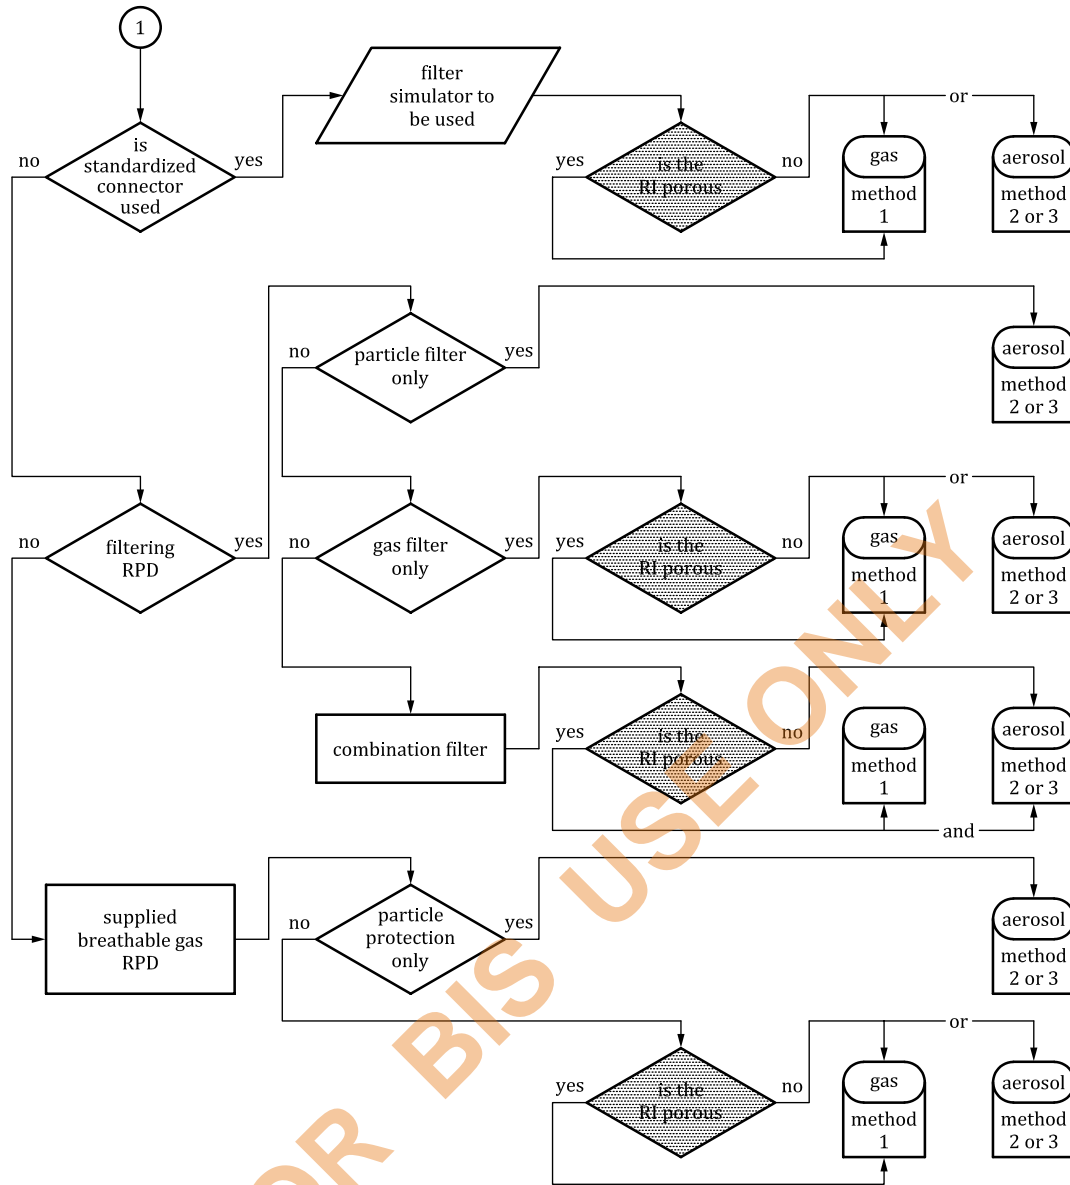 1
filter
simulator to
be used
or
is
standardized
connector
used
no
yes
yes
is the
RI porous
no
gas
method
1
aerosol
method
2 or 3
no
particle filter
only
yes
aerosol
method
2 or 3
or
no
filtering
RPD
yes
no
gas filter
only
yes
yes
is the
RI porous
no
gas
method
1
aerosol
method
2 or 3
combination filter
yes
is the
RI porous
no
gas
method
1
aerosol
method
2 or 3
and
supplied
breathable gas
RPD
no
particle
protection
only
yes
aerosol
method
2 or 3
or
yes
is the
RI porous
no
gas
method
1
aerosol
method
2 or 3
OR BIS USE ONLY